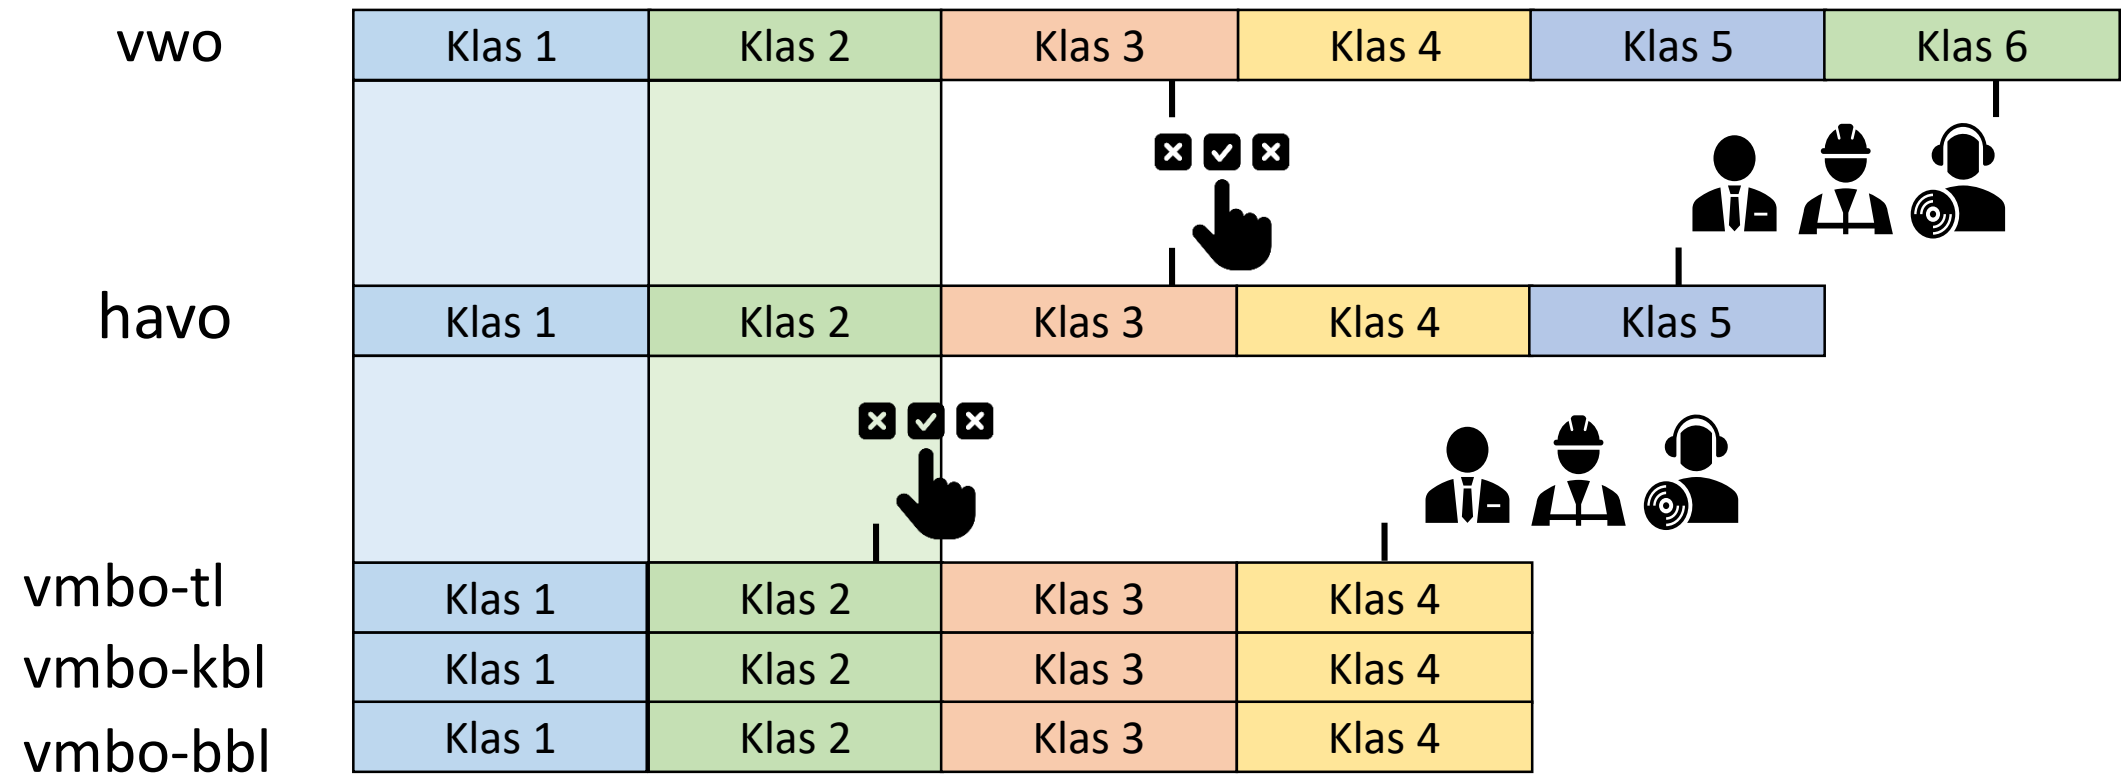 vwo Klas 1 Klas 2 Klas 3 Klas 4 Klas 5 Klas 6
havo Klas 1 Klas 2 Klas 3 Klas 4 Klas 5
vmbo-tl Klas 1 Klas 2 Klas 3 Klas 4
vmbo-kbl Klas 1 Klas 2 Klas 3 Klas 4
vmbo-bbl Klas 1 Klas 2 Klas 3 Klas 4